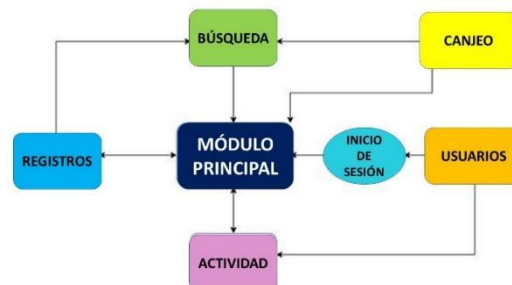 BÚSQUEDA
CANJEO
REGISTROS
MÓDULO
PRINCIPAL
INICIO
DE
SESIÓN
USUARIOS
ACTIVIDAD